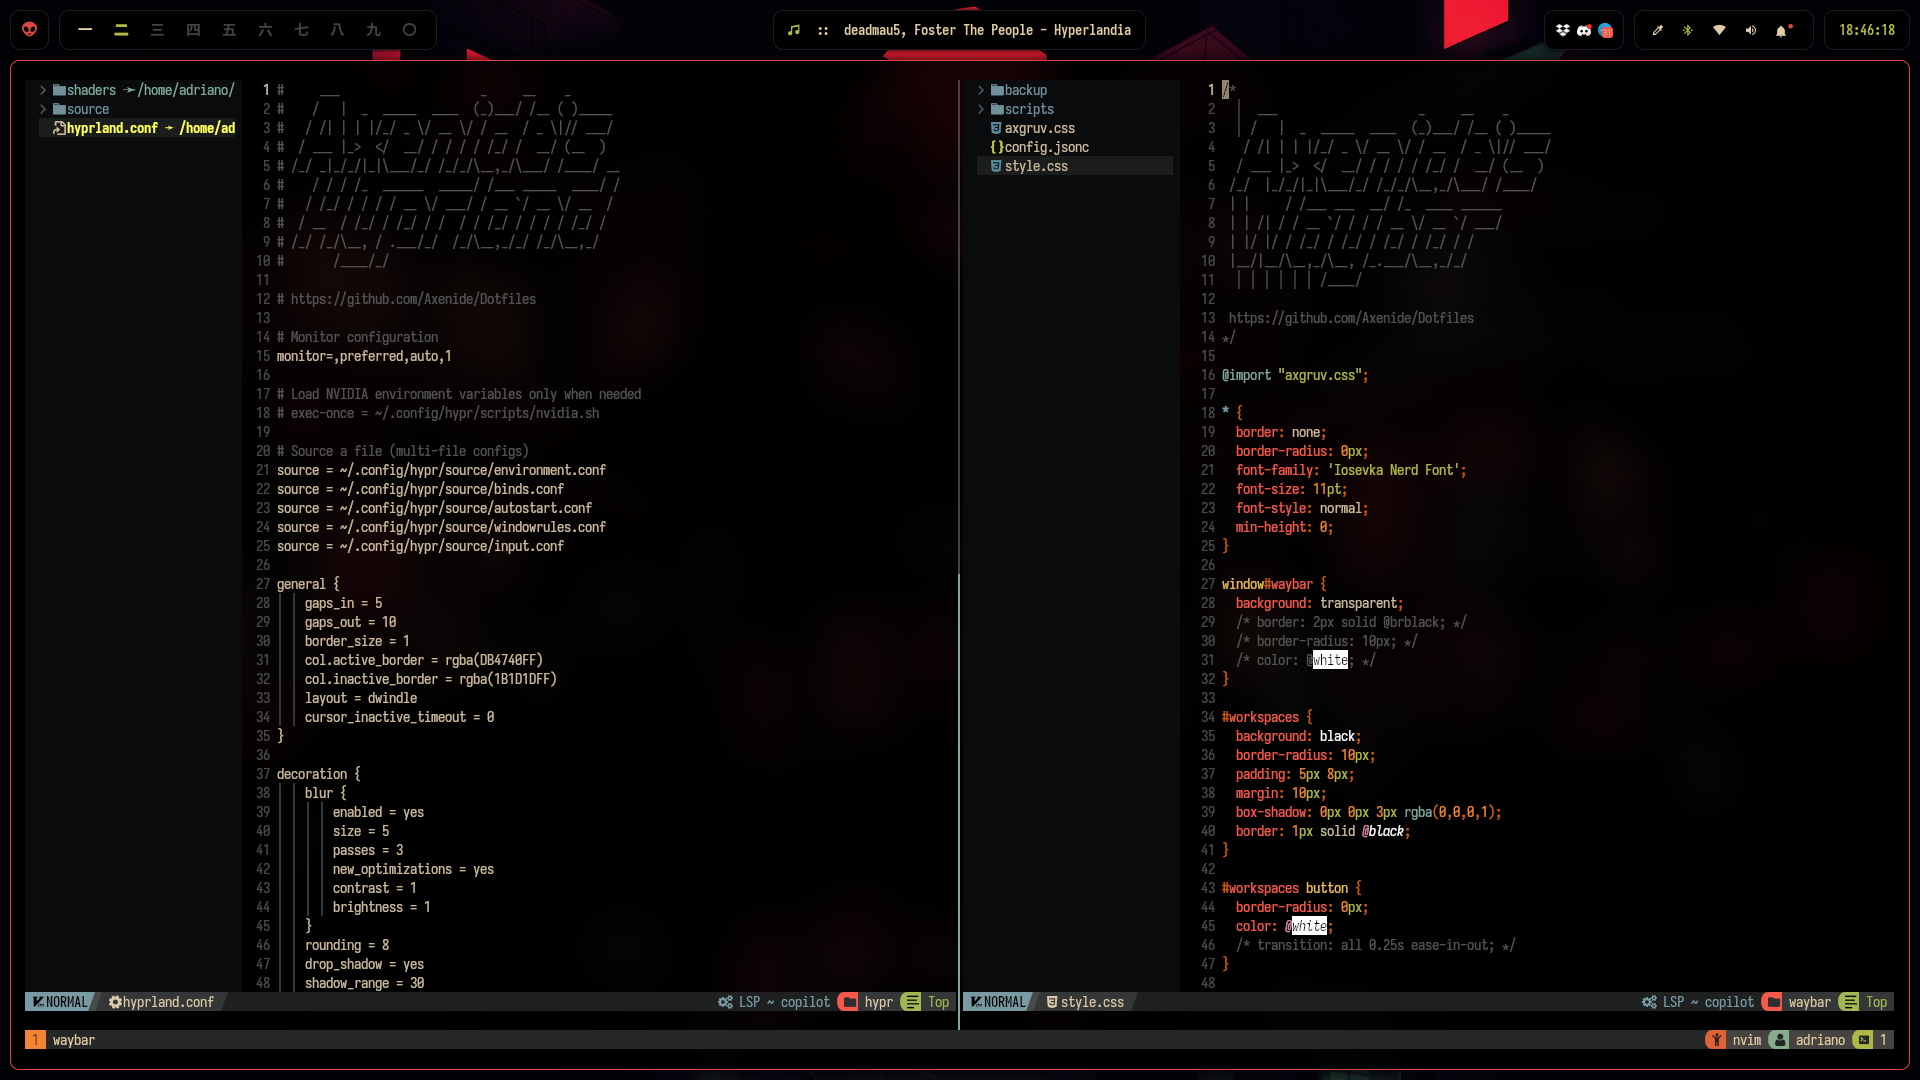 一 二 三 四 五 六 七 八 九 〇
:: deadmau5, Foster The People - Hyperlandia
18:46:18
shaders → /home/adriano/
source
hyprland.conf → /home/ad
1 #
2 #
3 #
4 #
5 #
6 #
7 #
8 #
9 #
10 #
11
12 # https://github.com/Axenide/Dotfiles
13
14 # Monitor configuration
15 monitor=,preferred,auto,1
16
17 # Load NVIDIA environment variables only when needed
18 # exec-once = ~/.config/hypr/scripts/nvidia.sh
19
20 # Source a file (multi-file configs)
21 source = ~/.config/hypr/source/environment.conf
22 source = ~/.config/hypr/source/binds.conf
23 source = ~/.config/hypr/source/autostart.conf
24 source = ~/.config/hypr/source/windowrules.conf
25 source = ~/.config/hypr/source/input.conf
26
27 general {
28 gaps_in = 5
29 gaps_out = 10
30 border_size = 1
31 col.active_border = rgba(DB4740FF)
32 col.inactive_border = rgba(1B1D1DFF)
33 layout = dwindle
34 cursor_inactive_timeout = 0
35 }
36
37 decoration {
38 blur {
39 enabled = yes
40 size = 5
41 passes = 3
42 new_optimizations = yes
43 contrast = 1
44 brightness = 1
45 }
46 rounding = 8
47 drop_shadow = yes
48 shadow_range = 30
NORMAL hyprland.conf LSP ~ copilot hypr Top
backup
scripts
axgruv.css
{}config.jsonc
style.css
1 /*
2
3
4
5
6
7
8
9
10
11
12
13 https://github.com/Axenide/Dotfiles
14 */
15
16 @import "axgruv.css";
17
18 * {
19 border: none;
20 border-radius: 0px;
21 font-family: 'Iosevka Nerd Font';
22 font-size: 11pt;
23 font-style: normal;
24 min-height: 0;
25 }
26
27 window#waybar {
28 background: transparent;
29 /* border: 2px solid @brblack; */
30 /* border-radius: 10px; */
31 /* color: @white; */
32 }
33
34 #workspaces {
35 background: black;
36 border-radius: 10px;
37 padding: 5px 8px;
38 margin: 10px;
39 box-shadow: 0px 0px 3px rgba(0,0,0,1);
40 border: 1px solid @black;
41 }
42
43 #workspaces button {
44 border-radius: 0px;
45 color: @white;
46 /* transition: all 0.25s ease-in-out; */
47 }
48
NORMAL style.css LSP ~ copilot waybar Top
1 waybar nvim adriano 1